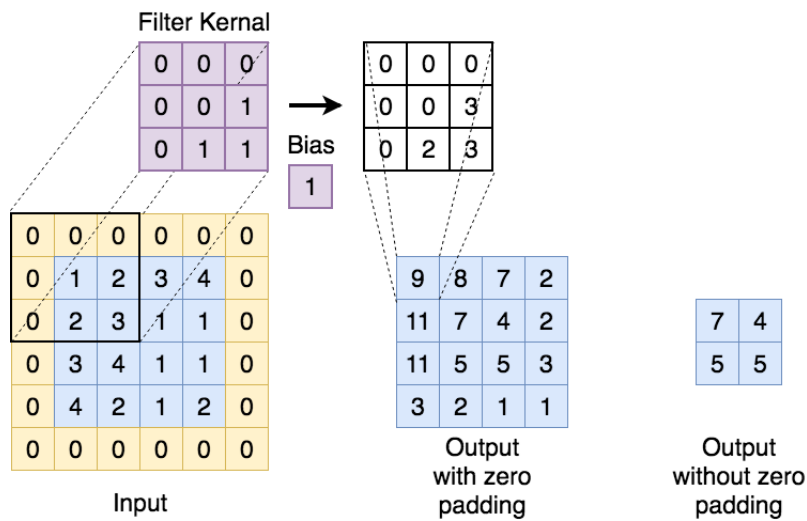 Filter Kernal
0 0 0
0 0 1
0 1 1
Bias
1
0 0 0
0 0 3
0 2 3
0 0 0 0 0 0
0 1 2 3 4 0
0 2 3 1 1 0
0 3 4 1 1 0
0 4 2 1 2 0
0 0 0 0 0 0
Input
9 8 7 2
11 7 4 2
11 5 5 3
3 2 1 1
Output
with zero
padding
7 4
5 5
Output
without zero
padding